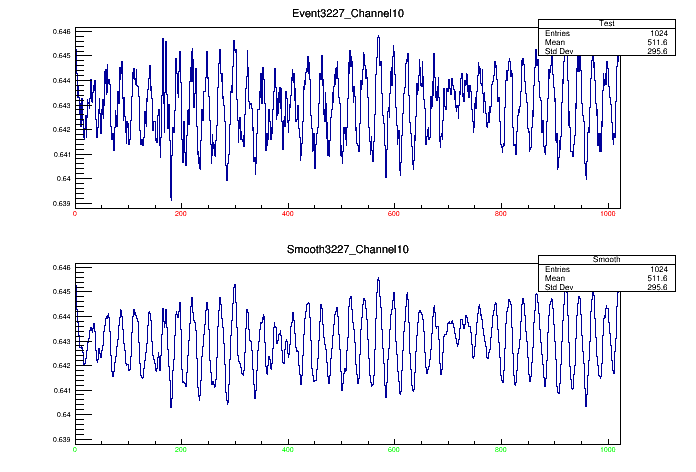 Event3227_Channel10
Test
Entries 1024
Mean 511.6
Std Dev 295.6
0.646
0.645
0.644
0.643
0.642
0.641
0.64
0.639
0 200 400 600 800 1000
Smooth3227_Channel10
Smooth
Entries 1024
Mean 511.6
Std Dev 295.6
0.646
0.645
0.644
0.643
0.642
0.641
0.64
0.639
0 200 400 600 800 1000